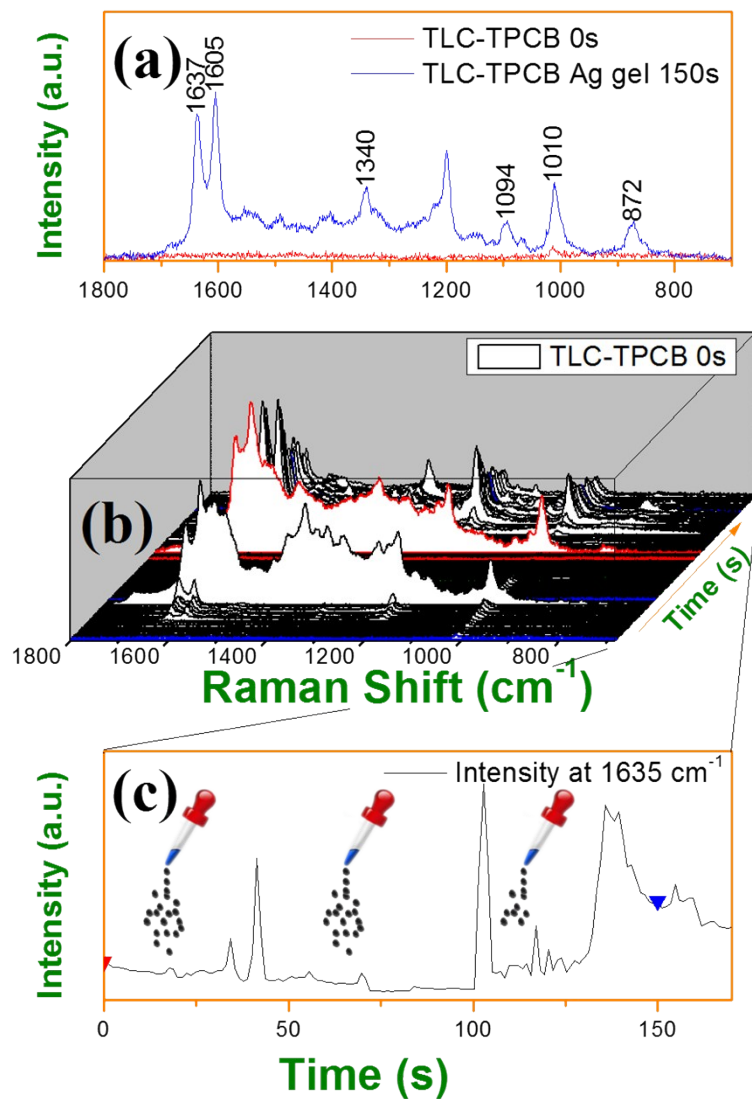 (a)
TLC-TPCB 0s
TLC-TPCB Ag gel 150s
1637
1605
1340
1094
1010
872
Intensity (a.u.)
1800 1600 1400 1200 1000 800
TLC-TPCB 0s
(b)
Time (s)
1800 1600 1400 1200 1000 800
Raman Shift (cm⁻¹)
(c)
Intensity at 1635 cm⁻¹
Intensity (a.u.)
0 50 100 150
Time (s)